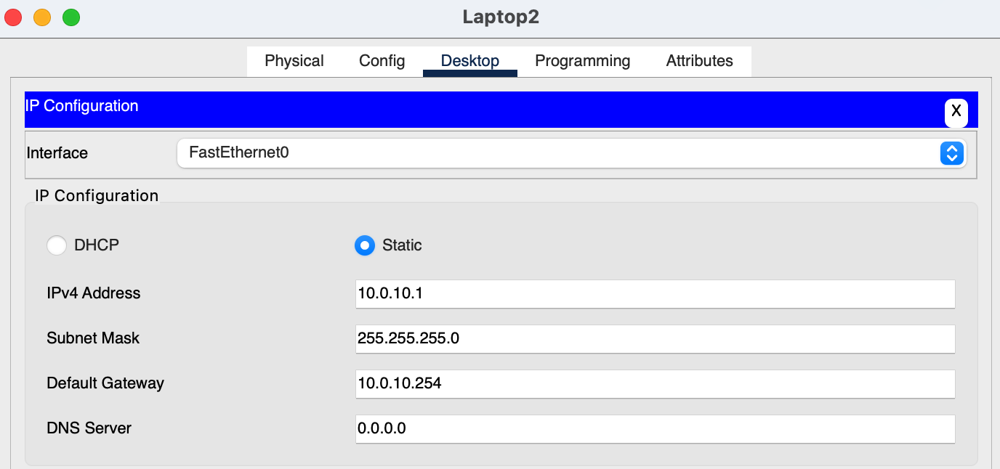 Laptop2
Physical Config Desktop Programming Attributes
IP Configuration
X
Interface FastEthernet0
IP Configuration
DHCP Static
IPv4 Address 10.0.10.1
Subnet Mask 255.255.255.0
Default Gateway 10.0.10.254
DNS Server 0.0.0.0